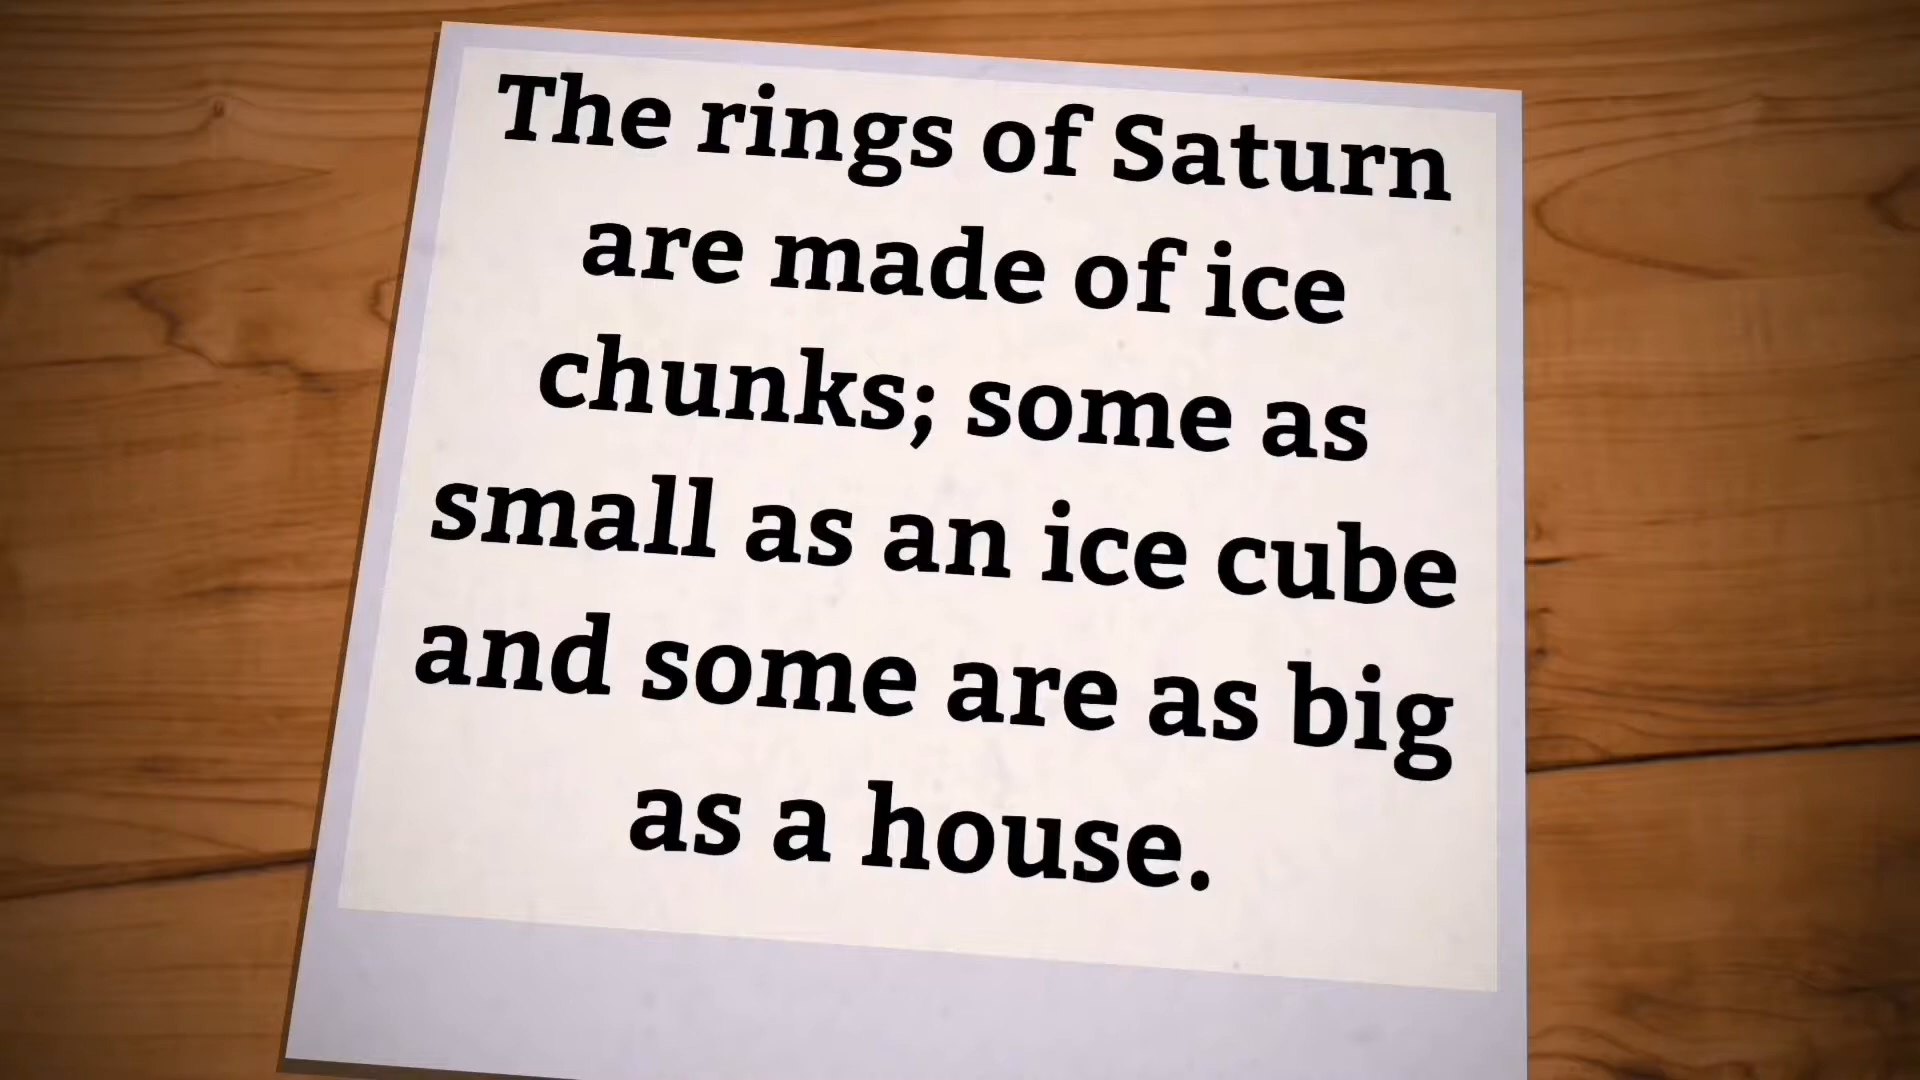 The rings of Saturn
are made of ice
chunks; some as
small as an ice cube
and some are as big
as a house.